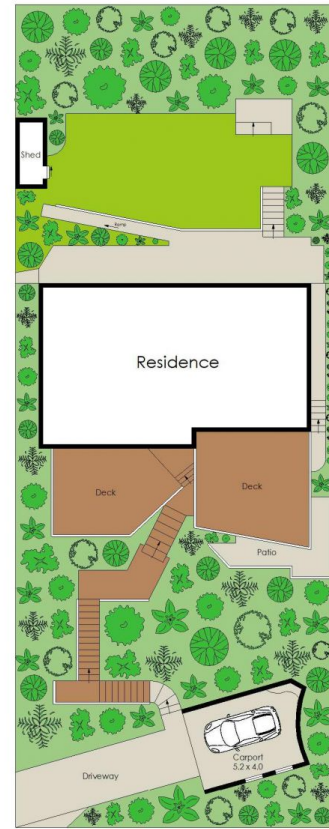 Shed
Ramp
Residence
Deck
Deck
Patio
Carport
5.2 x 4.0
Driveway